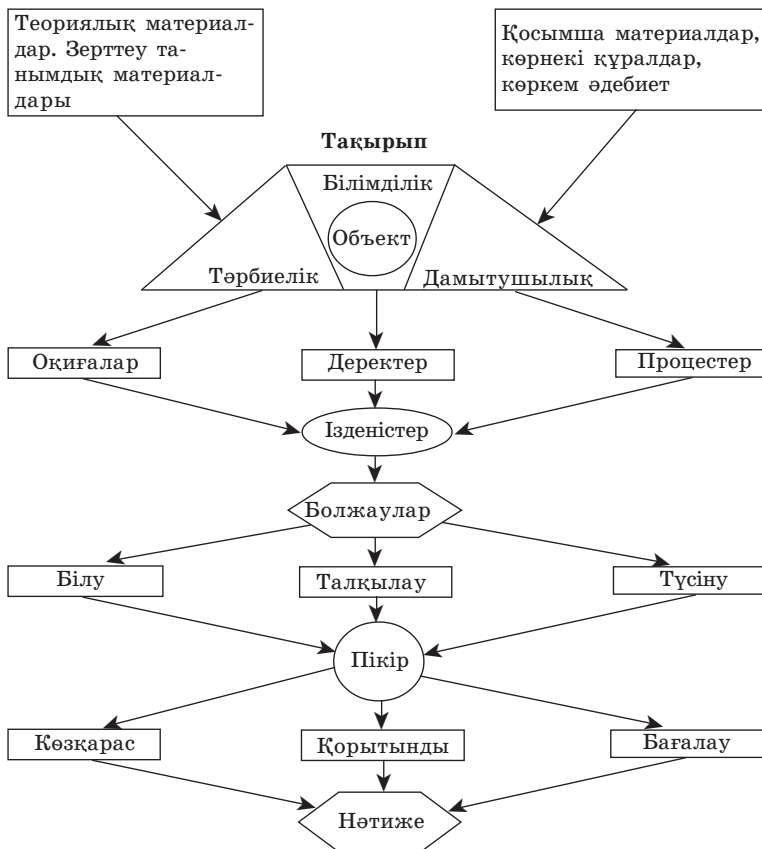 Теориялық материал-
дар. Зерттеу та-
нымдық материал-
дары
Қосымша материалдар,
көрнекі құралдар,
көркем әдебиет
Тақырып
Білімділік
Объект
Тәрбиелік
Дамытушылық
Оқиғалар
Деректер
Процестер
Ізденістер
Болжаулар
Білу
Талқылау
Түсіну
Пікір
Көзқарас
Қорытынды
Бағалау
Нәтиже